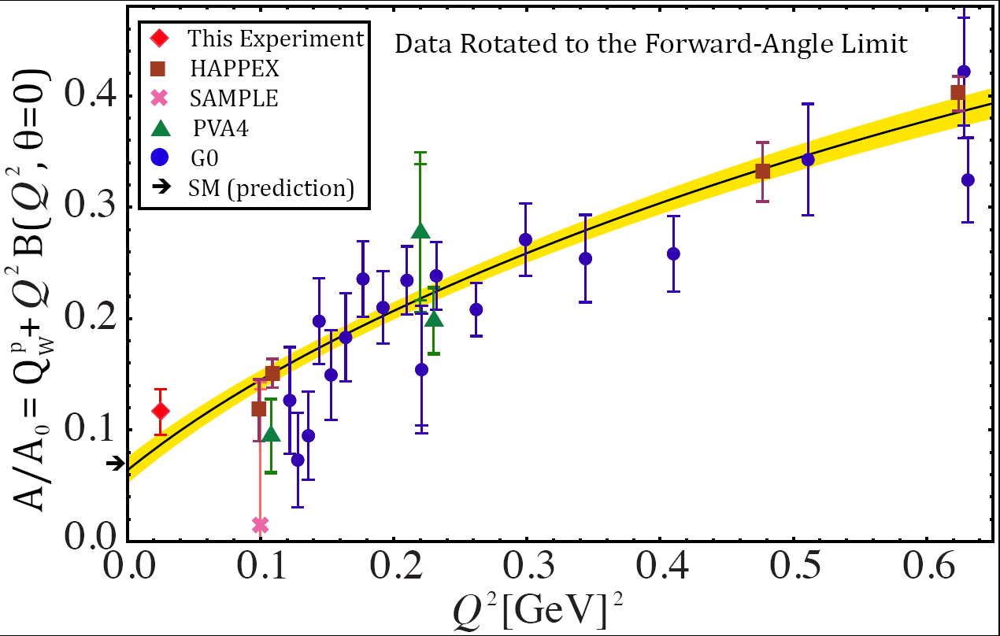 This Experiment
HAPPEX
SAMPLE
PVA4
G0
SM (prediction)
Data Rotated to the Forward-Angle Limit
A/A₀ = Qᵖ_W + Q² B(Q², θ=0)
0.4
0.3
0.2
0.1
0.0
0.0 0.1 0.2 0.3 0.4 0.5 0.6
Q² [GeV]²